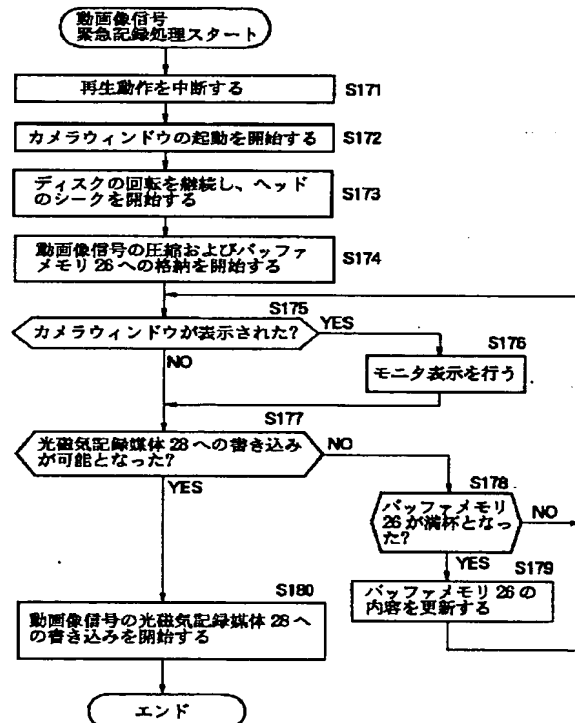 動画像信号
緊急記録処理スタート
再生動作を中断する
S171
カメラウィンドウの起動を開始する
S172
ディスクの回転を継続し、ヘッド
のシークを開始する
S173
動画像信号の圧縮およびバッファ
メモリ26への格納を開始する
S174
S175
カメラウィンドウが表示された?
YES
NO
S176
モニタ表示を行う
S177
光磁気記録媒体28への書き込み
が可能となった?
NO
YES
S178
バッファメモリ
26が満杯となっ
た?
NO
YES
S179
バッファメモリ26の
内容を更新する
S180
動画像信号の光磁気記録媒体28へ
の書き込みを開始する
エンド